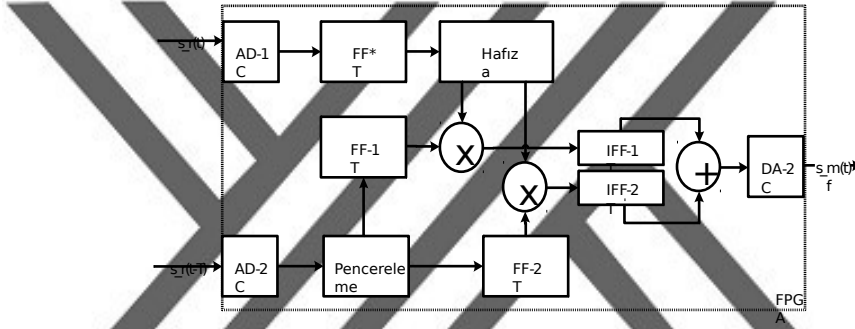 s_r(t)
AD-1
C
FF*
T
Hafız
a
FF-1
T
X
IFF-1
T
X
IFF-2
T
+
DA-2
C
s_m(t)
f
s_r(t-T)
AD-2
C
Pencerele
me
FF-2
T
FPG
A